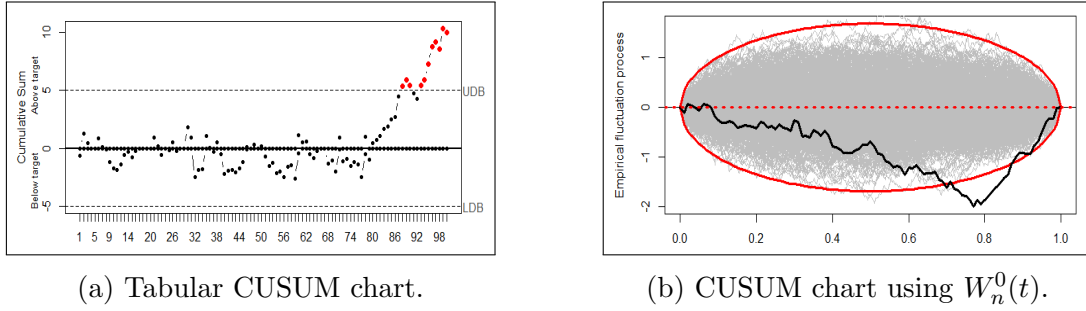 Cumulative Sum
Below target
Above target
10
5
0
-5
UDB
LDB
1 5 9 14 20 26 32 38 44 50 56 62 68 74 80 86 92 98
(a) Tabular CUSUM chart.
Empirical fluctuation process
1
0
-1
-2
0.0 0.2 0.4 0.6 0.8 1.0
(b) CUSUM chart using $W_n^0(t)$.